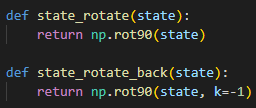 def state_rotate(state):
    return np.rot90(state)

def state_rotate_back(state):
    return np.rot90(state, k=-1)